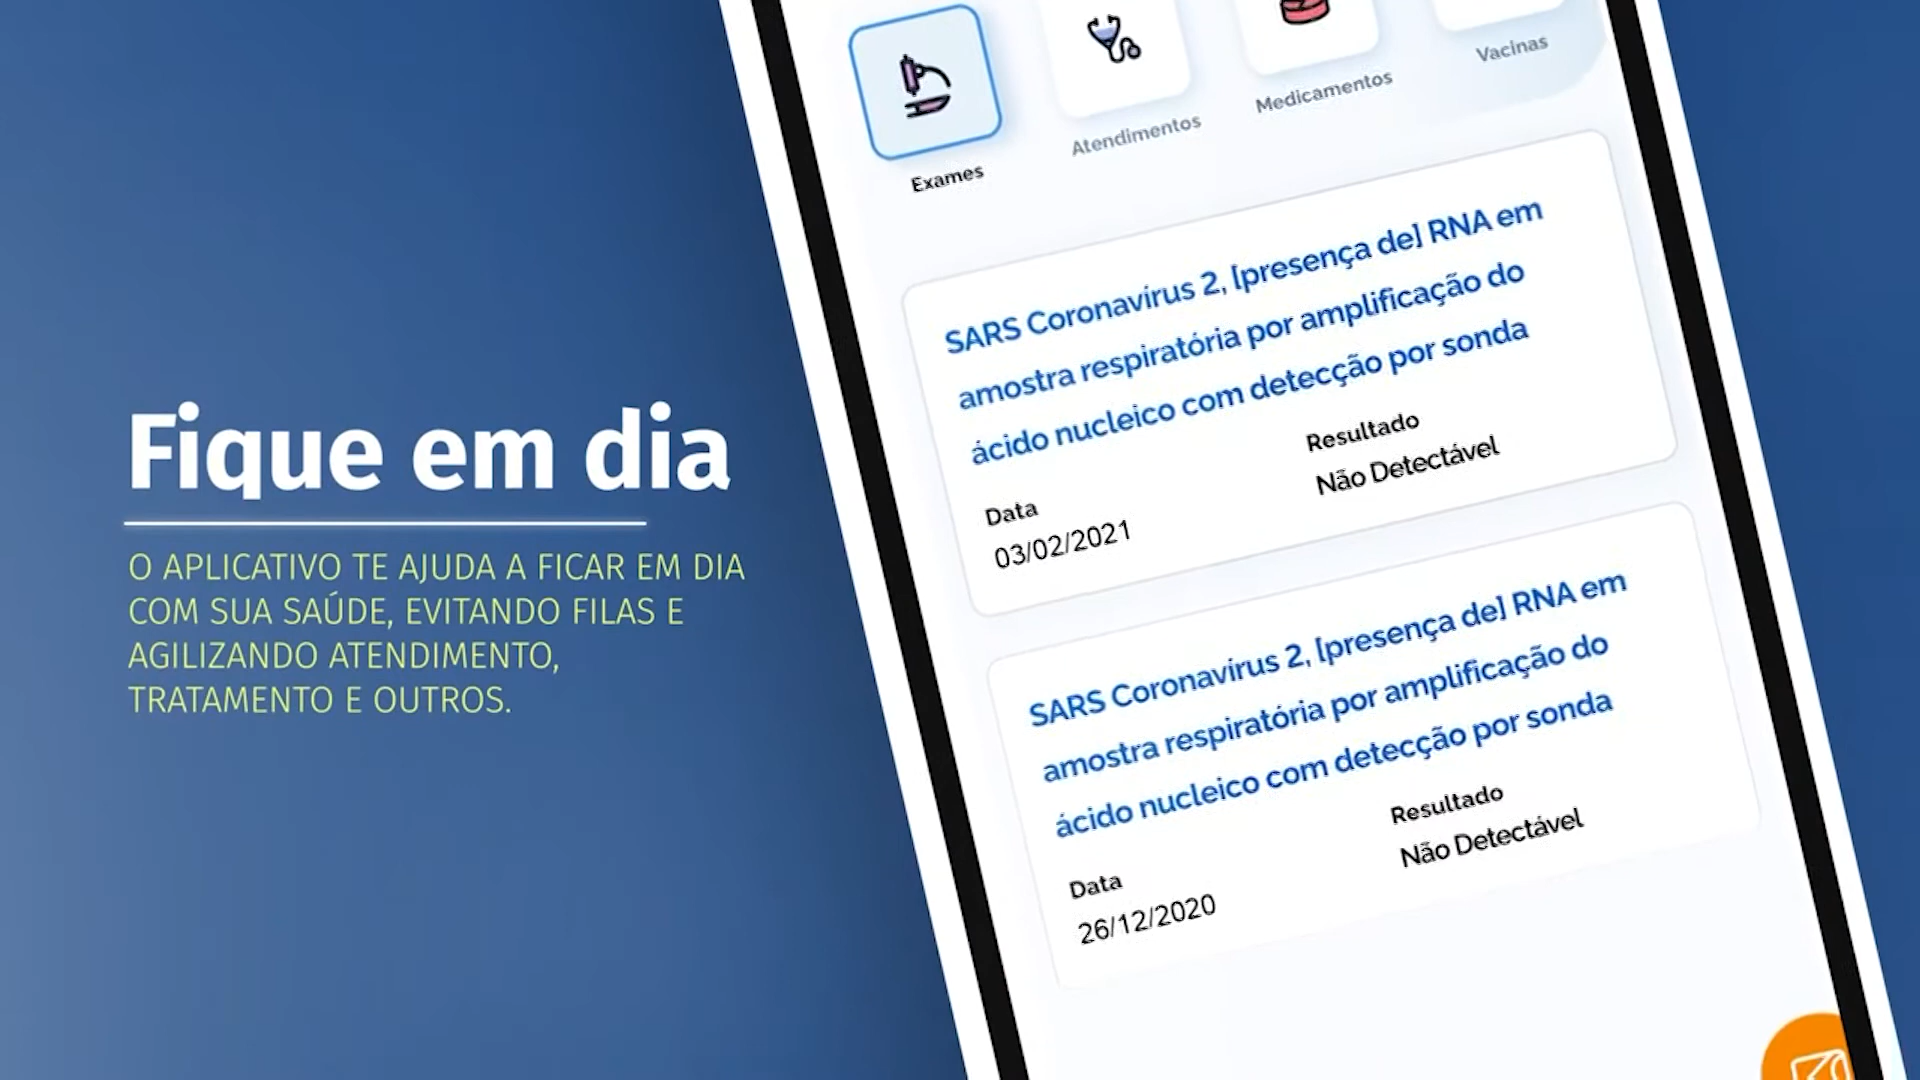 Fique em dia
O APLICATIVO TE AJUDA A FICAR EM DIA
COM SUA SAÚDE, EVITANDO FILAS E
AGILIZANDO ATENDIMENTO,
TRATAMENTO E OUTROS.
Exames
Atendimentos
Medicamentos
Vacinas
SARS Coronavírus 2, [presença de] RNA em
amostra respiratória por amplificação do
ácido nucleico com detecção por sonda
Data
03/02/2021
Resultado
Não Detectável
SARS Coronavírus 2, [presença de] RNA em
amostra respiratória por amplificação do
ácido nucleico com detecção por sonda
Data
26/12/2020
Resultado
Não Detectável